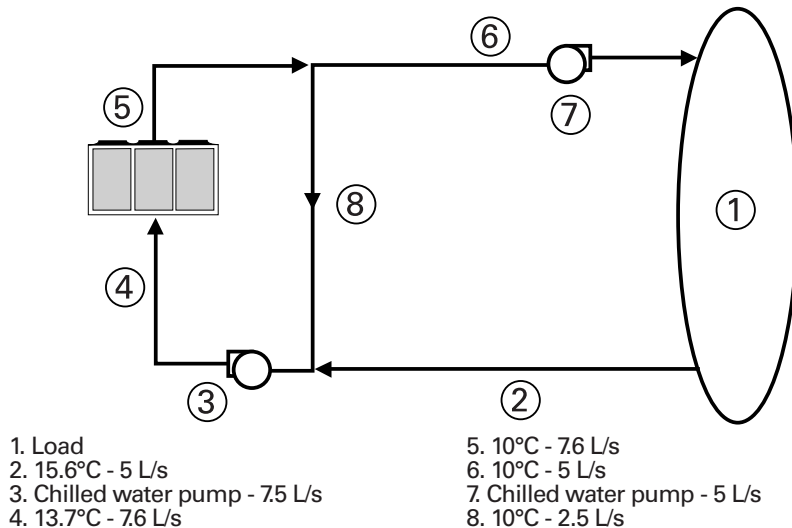 6
7
5
8
1
4
3
2
1. Load
2. 15.6°C - 5 L/s
3. Chilled water pump - 7.5 L/s
4. 13.7°C - 7.6 L/s
5. 10°C - 7.6 L/s
6. 10°C - 5 L/s
7. Chilled water pump - 5 L/s
8. 10°C - 2.5 L/s